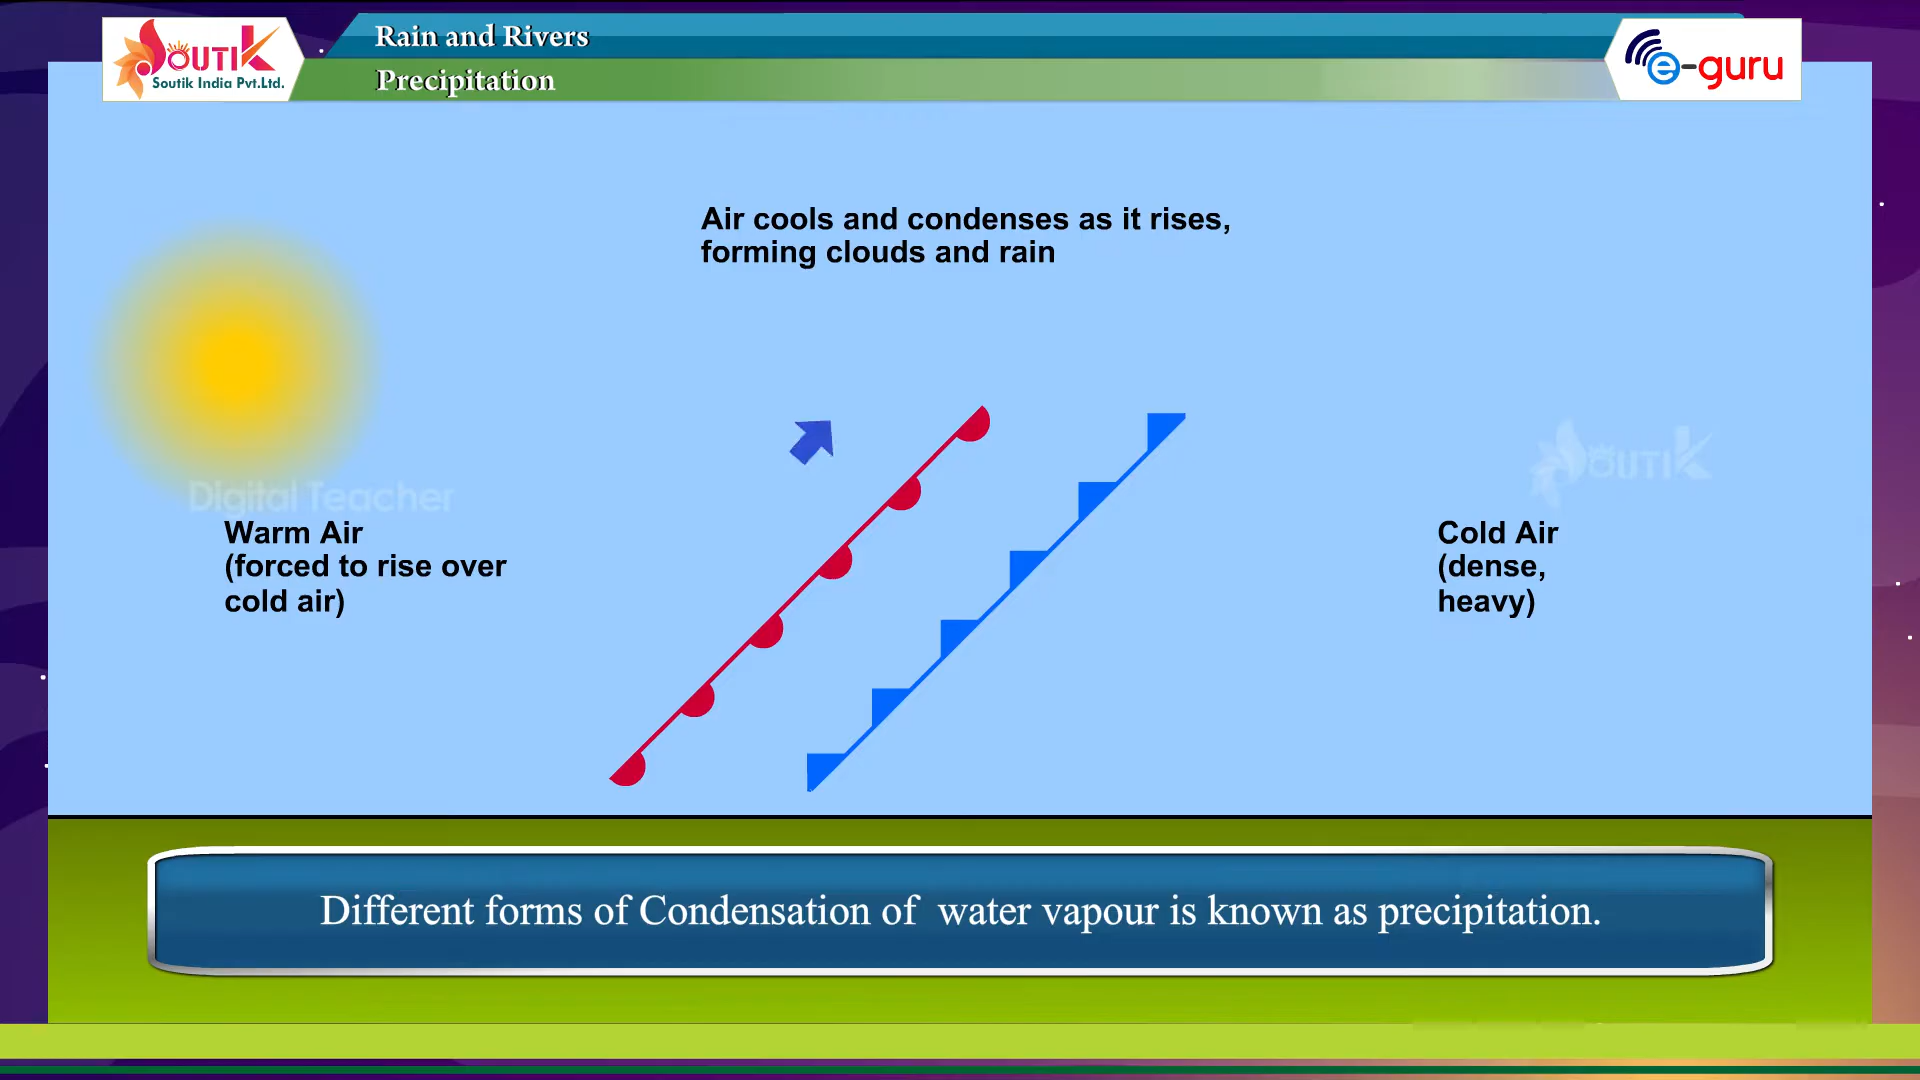 SOUTIK
Soutik India Pvt.Ltd.
Rain and Rivers
Precipitation
e-guru
Air cools and condenses as it rises,
forming clouds and rain
Digital Teacher
SOUTIK
Warm Air
(forced to rise over
cold air)
Cold Air
(dense,
heavy)
Different forms of Condensation of  water vapour is known as precipitation.